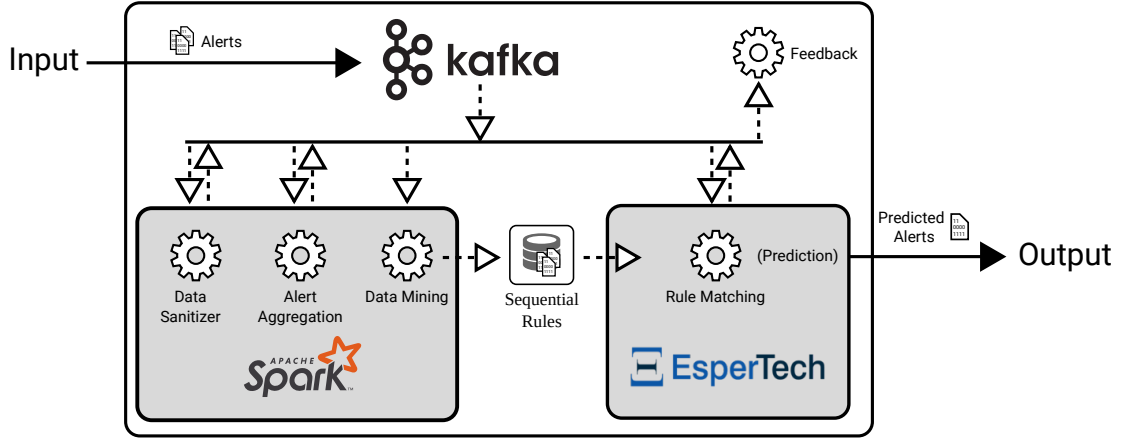 Input
Alerts
kafka
Feedback
Data
Sanitizer
Alert
Aggregation
Data Mining
APACHE
Spark
TM
Sequential
Rules
Rule Matching
(Prediction)
EsperTech
Predicted
Alerts
Output